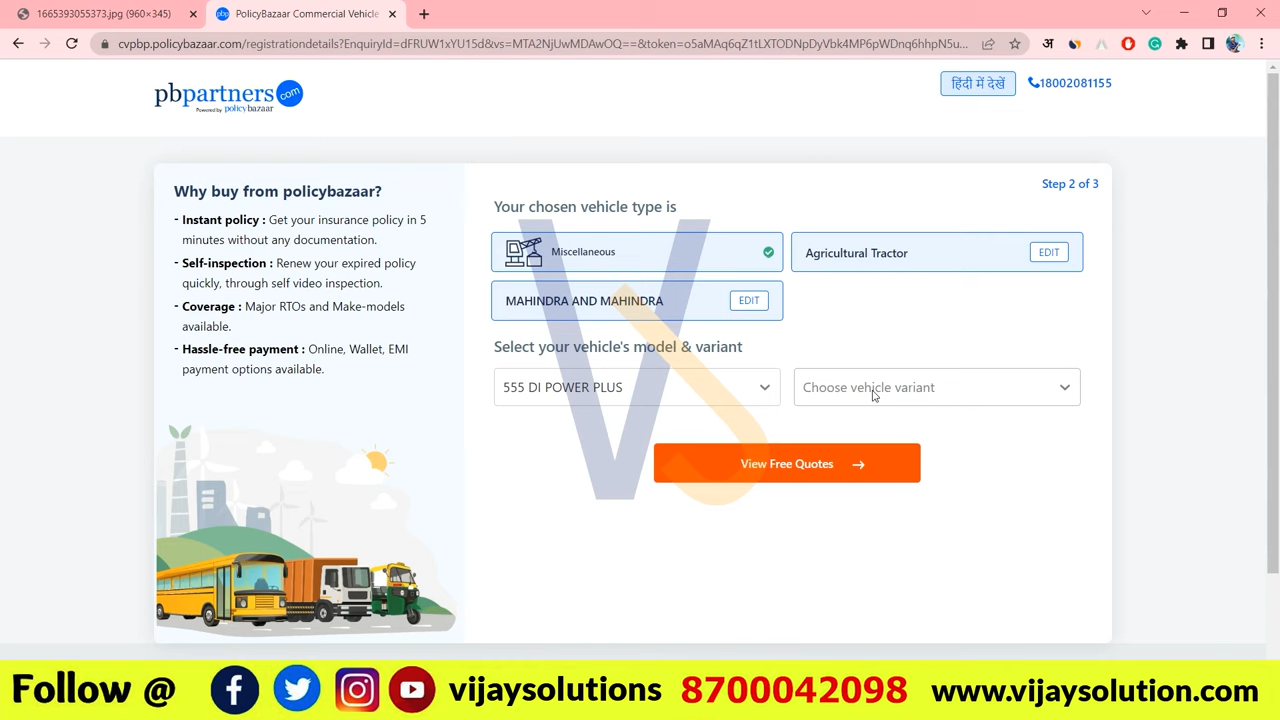 1665393055373.jpg (960×345)
PolicyBazaar Commercial Vehicle
cvpbp.policybazaar.com/registrationdetails?EnquiryId=dFRUW1xYU15d&vs=MTA2NjUwMDAwOQ==&token=o5aMAq6qZ1tLXTODNpDyVbk4MP6pWDnq6hhpN5u...
pbpartners.com
Powered by policybazaar
हिंदी में देखें
18002081155
Why buy from policybazaar?
- Instant policy : Get your insurance policy in 5
minutes without any documentation.
- Self-inspection : Renew your expired policy
quickly, through self video inspection.
- Coverage : Major RTOs and Make-models
available.
- Hassle-free payment : Online, Wallet, EMI
payment options available.
Step 2 of 3
Your chosen vehicle type is
Miscellaneous
Agricultural Tractor EDIT
MAHINDRA AND MAHINDRA EDIT
Select your vehicle's model & variant
555 DI POWER PLUS
Choose vehicle variant
View Free Quotes →
Follow @ vijaysolutions 8700042098 www.vijaysolution.com